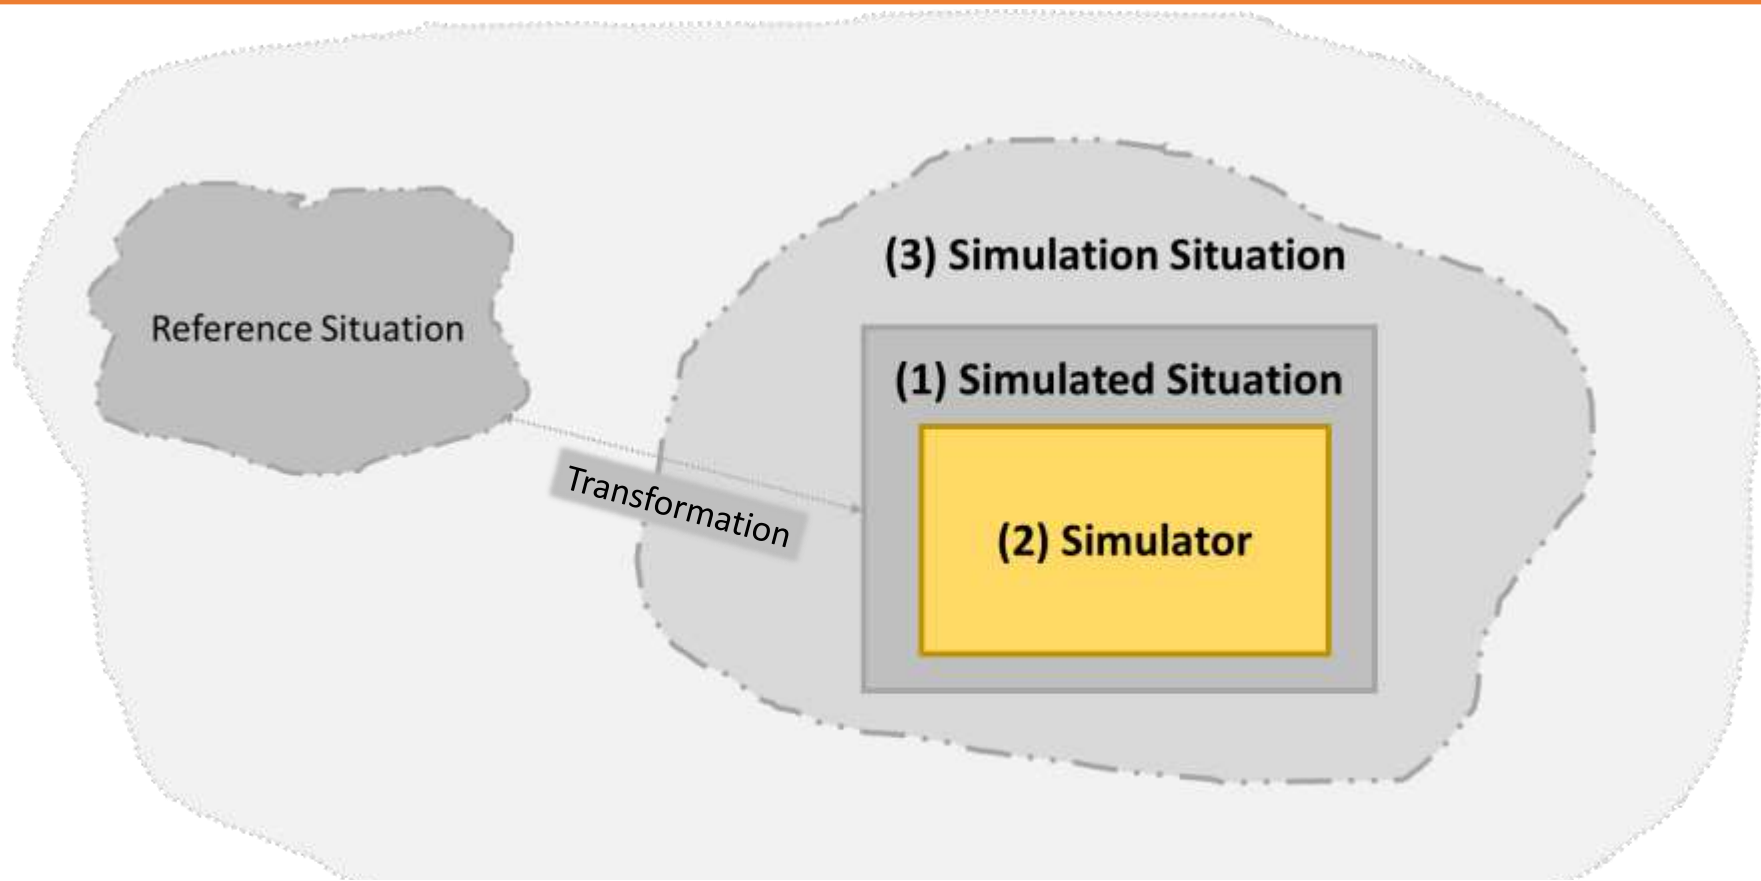 (3) Simulation Situation
Reference Situation
(1) Simulated Situation
Transformation
(2) Simulator